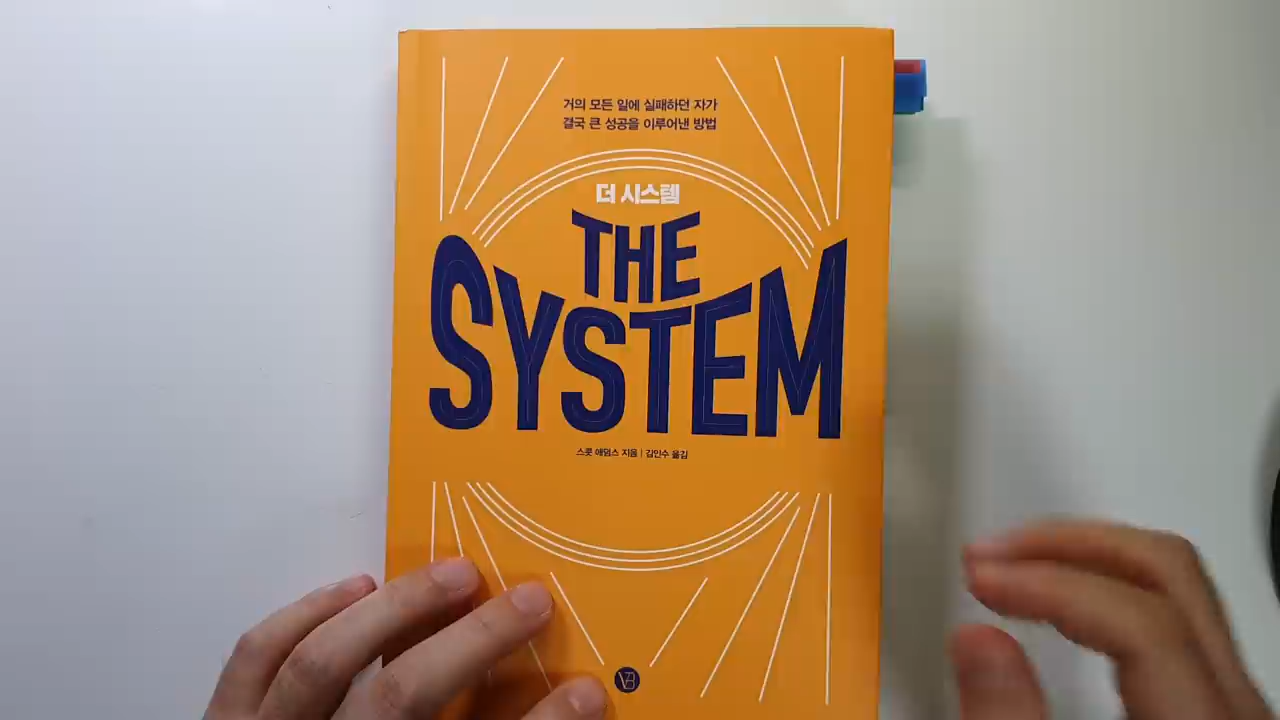 거의 모든 일에 실패하던 자가
결국 큰 성공을 이루어낸 방법
더 시스템
THE
SYSTEM
스콧 애덤스 지음 | 김인수 옮김